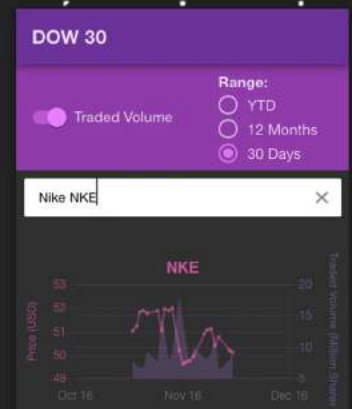 DOW 30
Range:
YTD
Traded Volume
12 Months
30 Days
Nike NKE
NKE
53
52
51
50
49
20
15
10
5
Price (USD)
Traded Volume (Million Shares
Oct 16
Nov 16
Dec 16